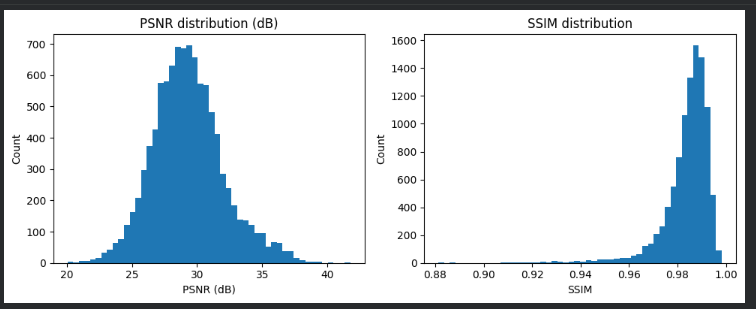 PSNR distribution (dB)
700
600
500
400
300
200
100
0
Count
20 25 30 35 40
PSNR (dB)
SSIM distribution
1600
1400
1200
1000
800
600
400
200
0
Count
0.88 0.90 0.92 0.94 0.96 0.98 1.00
SSIM